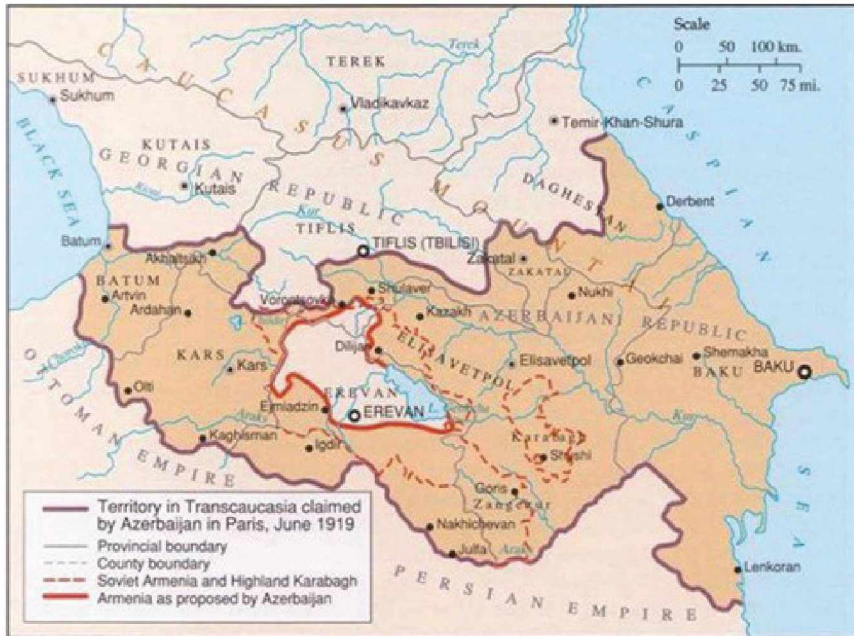 Scale
0 50 100 km.
0 25 50 75 mi.
CAUCASUS MOUNTAINS
CASPIAN SEA
BLACK SEA
SUKHUM
Sukhum
TEREK
Terek
Vladikavkaz
Temir-Khan-Shura
KUTAIS
GEORGIAN REPUBLIC
Kutais
Rioni
DAGHESTAN
Derbent
Kur
TIFLIS
TIFLIS (TBILISI)
Zakatal
ZAKATAL
Batum
Akhaltsikh
BATUM
Artvin
Ardahan
Vorontsovka
Shulaver
Kazakh
Nukhi
AZERBAIJANI REPUBLIC
Dilijan
ELISAVETPOL
Elisavetpol
Geokchai
Shemakha
BAKU
BAKU
KARS
Kars
Olti
EREVAN
EREVAN
Ejmiadzin
Kur
Araks
Kaghisman
Igdir
Karabagh
Shushi
Goris
Zangezur
Nakhichevan
Julfa
Araks
Lenkoran
OTTOMAN EMPIRE
PERSIAN EMPIRE
Territory in Transcaucasia claimed
by Azerbaijan in Paris, June 1919
Provincial boundary
County boundary
Soviet Armenia and Highland Karabagh
Armenia as proposed by Azerbaijan